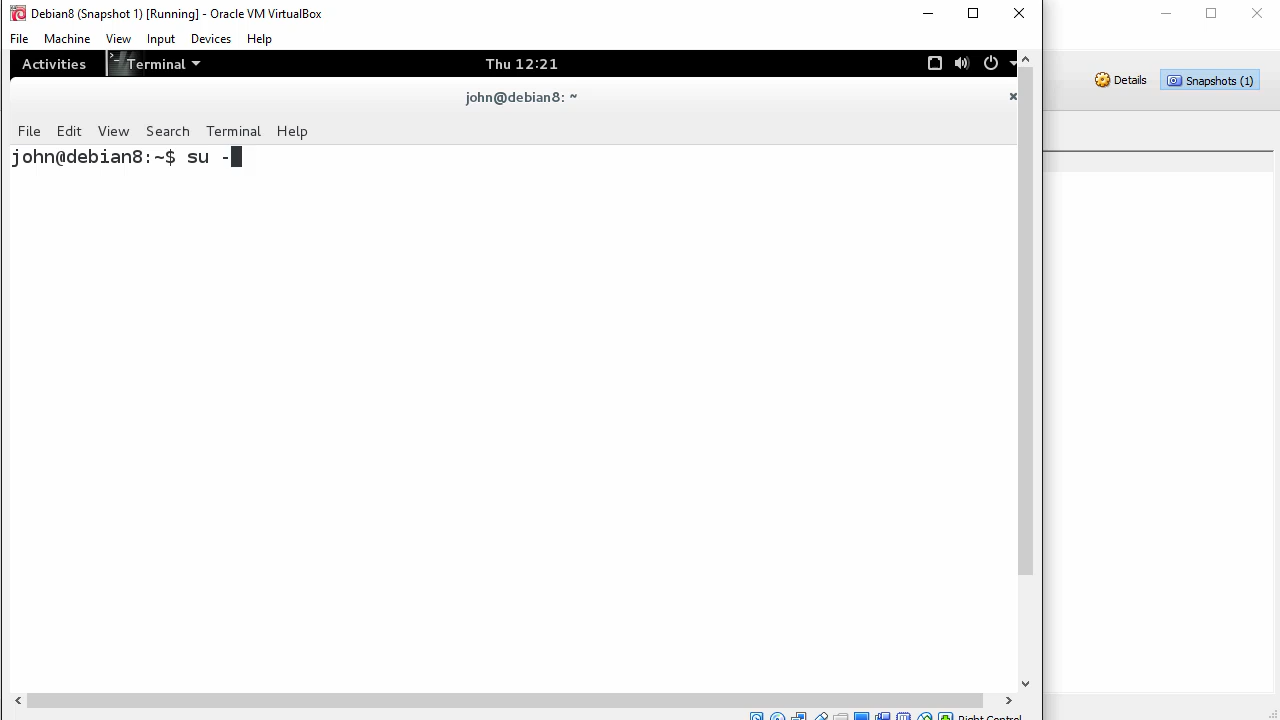 Debian8 (Snapshot 1) [Running] - Oracle VM VirtualBox
File Machine View Input Devices Help
Activities Terminal Thu 12:21
Details Snapshots (1)
john@debian8: ~
File Edit View Search Terminal Help
john@debian8:~$ su -
Right Control